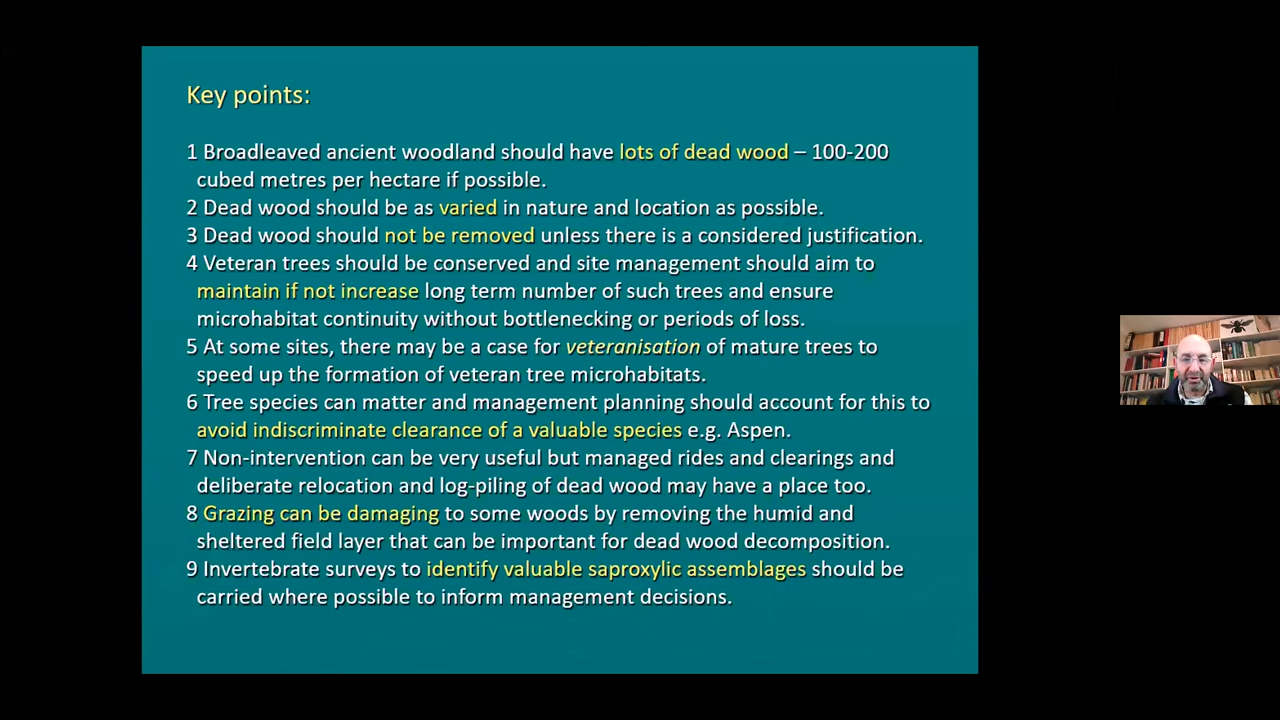 Key points:
1 Broadleaved ancient woodland should have lots of dead wood – 100-200
cubed metres per hectare if possible.
2 Dead wood should be as varied in nature and location as possible.
3 Dead wood should not be removed unless there is a considered justification.
4 Veteran trees should be conserved and site management should aim to
maintain if not increase long term number of such trees and ensure
microhabitat continuity without bottlenecking or periods of loss.
5 At some sites, there may be a case for veteranisation of mature trees to
speed up the formation of veteran tree microhabitats.
6 Tree species can matter and management planning should account for this to
avoid indiscriminate clearance of a valuable species e.g. Aspen.
7 Non-intervention can be very useful but managed rides and clearings and
deliberate relocation and log-piling of dead wood may have a place too.
8 Grazing can be damaging to some woods by removing the humid and
sheltered field layer that can be important for dead wood decomposition.
9 Invertebrate surveys to identify valuable saproxylic assemblages should be
carried where possible to inform management decisions.